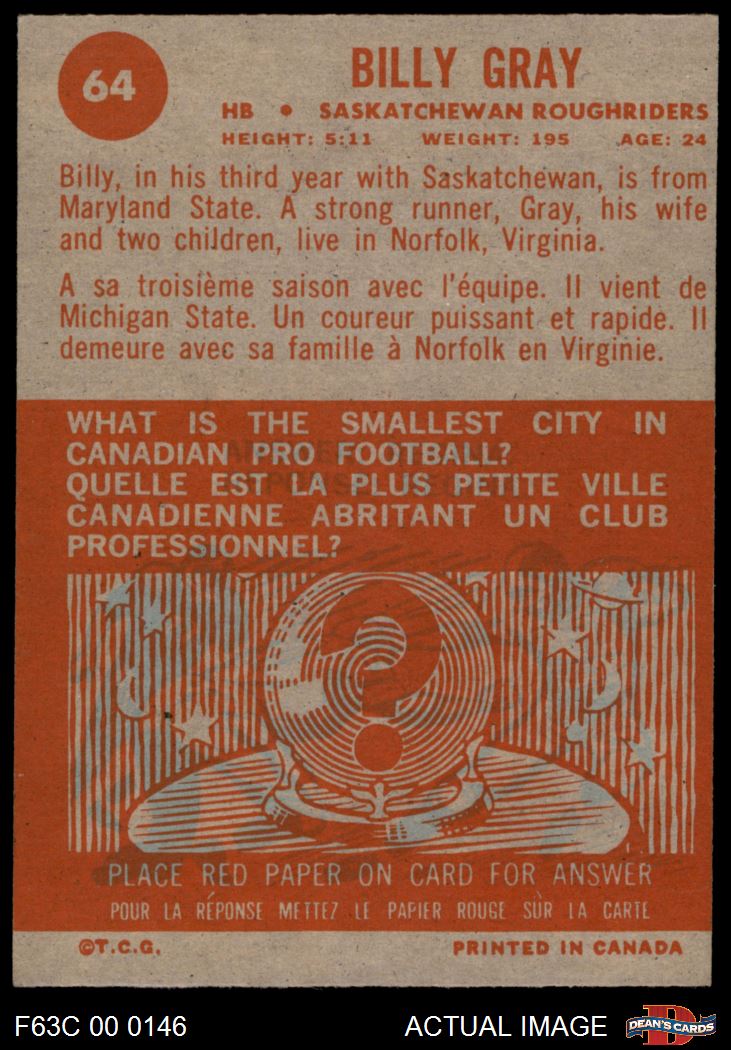 64
BILLY GRAY
HB • SASKATCHEWAN ROUGHRIDERS
HEIGHT: 5:11 WEIGHT: 195 AGE: 24
Billy, in his third year with Saskatchewan, is from
Maryland State. A strong runner, Gray, his wife
and two children, live in Norfolk, Virginia.
A sa troisième saison avec l'équipe. Il vient de
Michigan State. Un coureur puissant et rapide. Il
demeure avec sa famille à Norfolk en Virginie.
WHAT IS THE SMALLEST CITY IN
CANADIAN PRO FOOTBALL?
QUELLE EST LA PLUS PETITE VILLE
CANADIENNE ABRITANT UN CLUB
PROFESSIONNEL?
?
PLACE RED PAPER ON CARD FOR ANSWER
POUR LA RÉPONSE METTEZ LE PAPIER ROUGE SUR LA CARTE
©T.C.G. PRINTED IN CANADA
F63C 00 0146 ACTUAL IMAGE DEAN'S CARDS